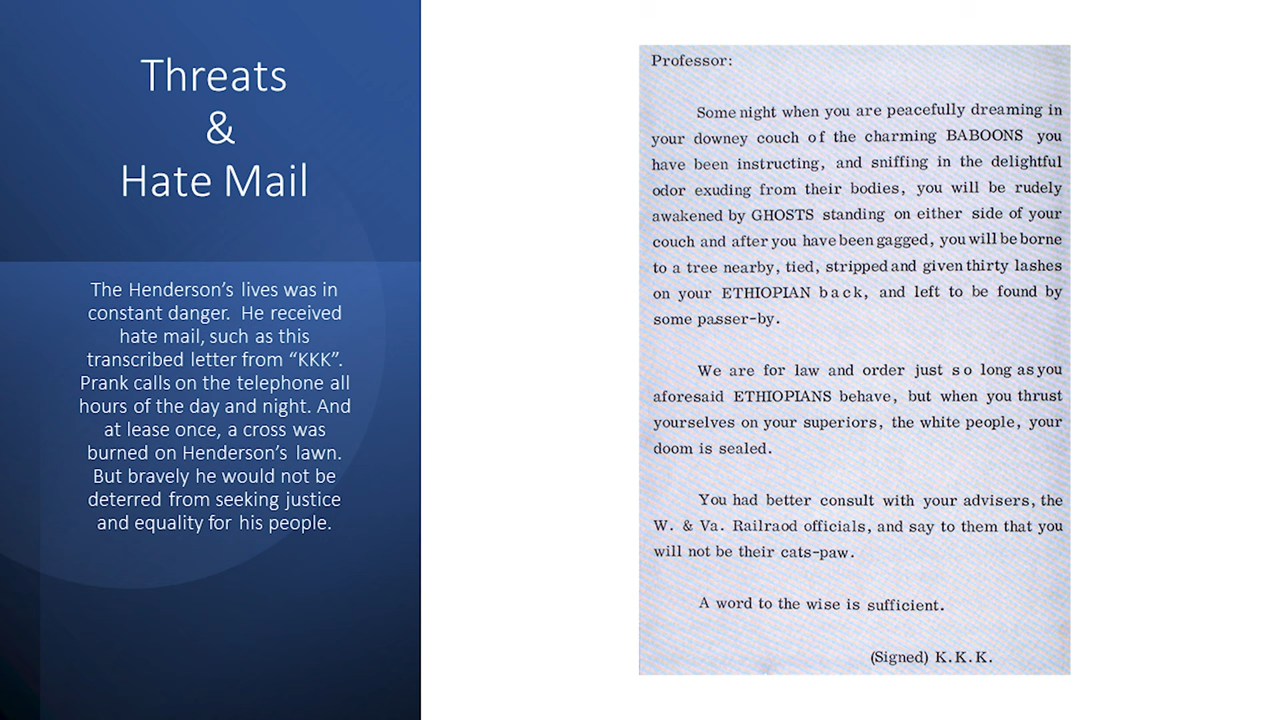 Threats
&
Hate Mail
The Henderson's lives was in
constant danger. He received
hate mail, such as this
transcribed letter from “KKK”.
Prank calls on the telephone all
hours of the day and night. And
at lease once, a cross was
burned on Henderson's lawn.
But bravely he would not be
deterred from seeking justice
and equality for his people.
Professor:
Some night when you are peacefully dreaming in
your downey couch of the charming BABOONS you
have been instructing, and sniffing in the delightful
odor exuding from their bodies, you will be rudely
awakened by GHOSTS standing on either side of your
couch and after you have been gagged, you will be borne
to a tree nearby, tied, stripped and given thirty lashes
on your ETHIOPIAN back, and left to be found by
some passer-by.
We are for law and order just so long as you
aforesaid ETHIOPIANS behave, but when you thrust
yourselves on your superiors, the white people, your
doom is sealed.
You had better consult with your advisers, the
W. & Va. Railraod officials, and say to them that you
will not be their cats-paw.
A word to the wise is sufficient.
(Signed) K.K.K.